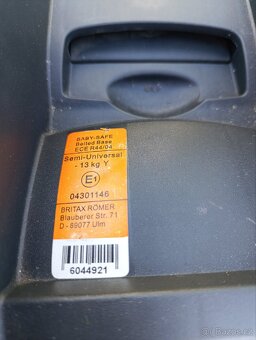 BABY-SAFE
Belted Base
ECE R44/04
Semi-Universal
- 13 kg Y
E1
04301146
BRITAX RÖMER
Blauberer Str. 71
D - 89077 Ulm
6044921